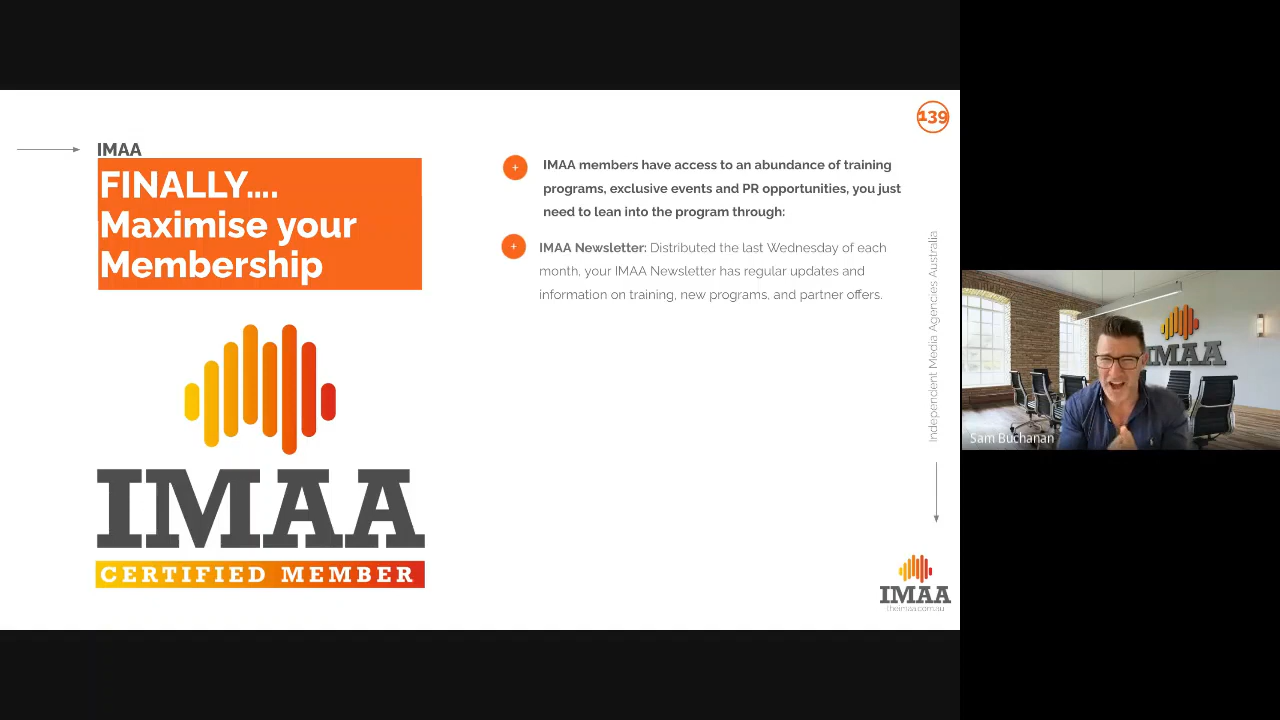 139
IMAA
FINALLY....
Maximise your
Membership
IMAA
CERTIFIED MEMBER
+
IMAA members have access to an abundance of training
programs, exclusive events and PR opportunities, you just
need to lean into the program through:
+
IMAA Newsletter: Distributed the last Wednesday of each
month, your IMAA Newsletter has regular updates and
information on training, new programs, and partner offers.
Independent Media Agencies Australia
IMAA
theimaa.com.au
IMAA
Sam Buchanan